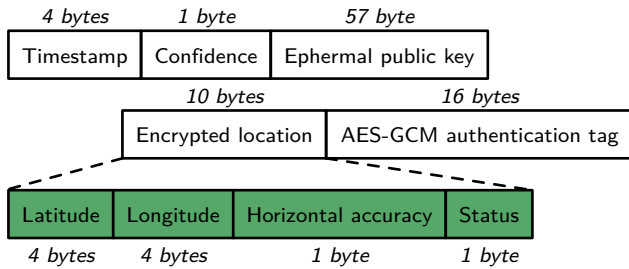 4 bytes 1 byte 57 byte
Timestamp Confidence Ephermal public key
10 bytes 16 bytes
Encrypted location AES-GCM authentication tag
Latitude Longitude Horizontal accuracy Status
4 bytes 4 bytes 1 byte 1 byte